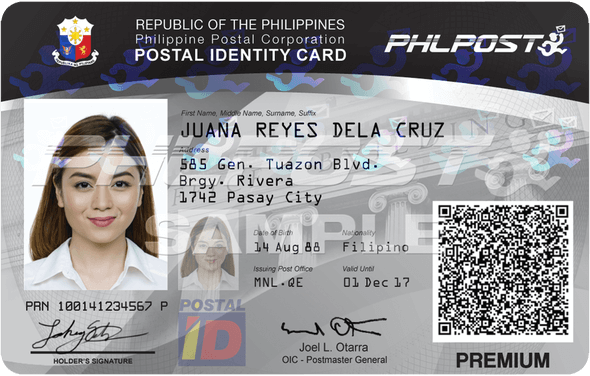 REPUBLIC OF THE PHILIPPINES
Philippine Postal Corporation
POSTAL IDENTITY CARD
PHLPOST
First Name, Middle Name, Surname, Suffix
JUANA REYES DELA CRUZ
Address
585 Gen. Tuazon Blvd.
Brgy. Rivera
1742 Pasay City
PHLPOST
SAMPLE
Date of Birth Nationality
14 Aug 88 Filipino
Issuing Post Office Valid Until
MNL.QE 01 Dec 17
PRN 100141234567 P
HOLDER'S SIGNATURE
POSTAL
ID
Joel L. Otarra
OIC - Postmaster General
PREMIUM